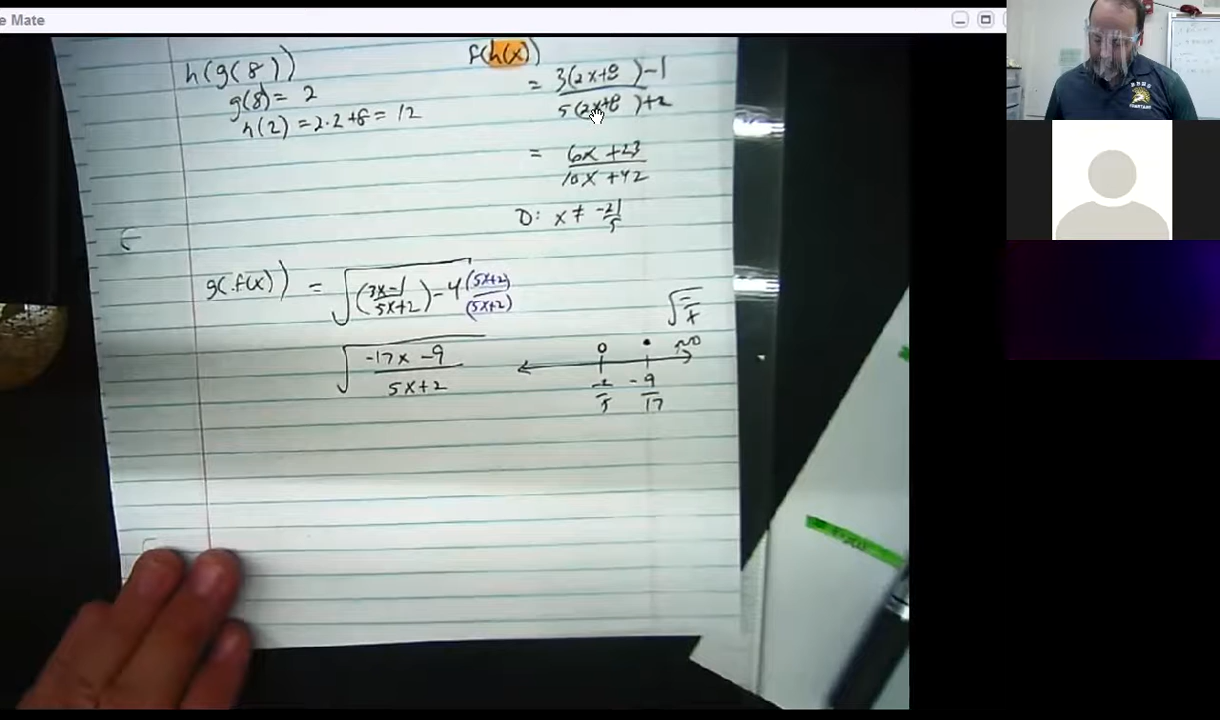 e Mate
h(g(8))
g(8) = 2
h(2) = 2·2+8 = 12
f(h(x))
= 3(2x+8 )-1
5(2x+8 )+2
= 6x +23
10x +42
D: x ≠ -21
5
g(f(x)) = √(3x-1 / 5x+2) - 4 (5x+2)
(5x+2)
√ -17x -9
5x+2
√ -
+
-2
5
-9
17